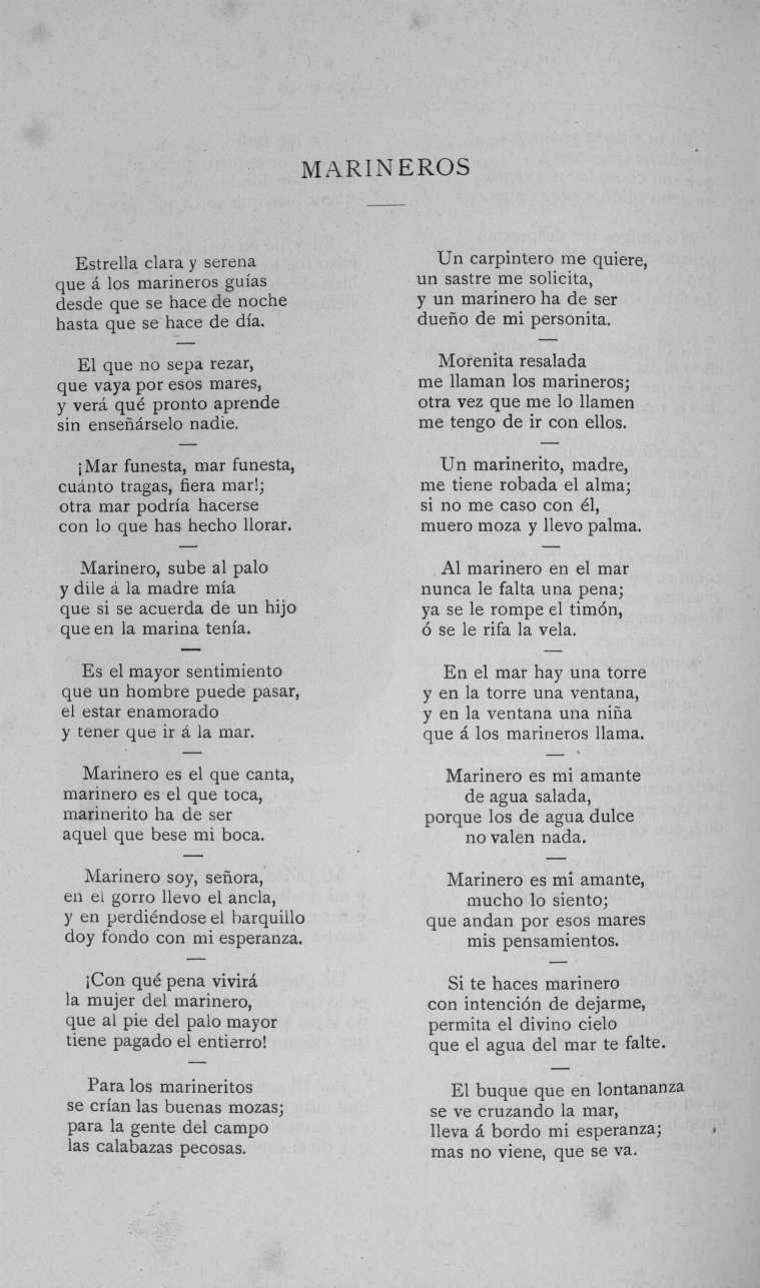 MARINEROS
Estrella clara y serena
que á los marineros guías
desde que se hace de noche
hasta que se hace de día.
El que no sepa rezar,
que vaya por esos mares,
y verá qué pronto aprende
sin enseñárselo nadie.
¡Mar funesta, mar funesta,
cuánto tragas, fiera mar!;
otra mar podría hacerse
con lo que has hecho llorar.
Marinero, sube al palo
y dile á la madre mía
que si se acuerda de un hijo
que en la marina tenía.
Es el mayor sentimiento
que un hombre puede pasar,
el estar enamorado
y tener que ir á la mar.
Marinero es el que canta,
marinero es el que toca,
marinerito ha de ser
aquel que bese mi boca.
Marinero soy, señora,
en el gorro llevo el ancla,
y en perdiéndose el barquillo
doy fondo con mi esperanza.
¡Con qué pena vivirá
la mujer del marinero,
que al pie del palo mayor
tiene pagado el entierro!
Para los marineritos
se crían las buenas mozas;
para la gente del campo
las calabazas pecosas.
Un carpintero me quiere,
un sastre me solicita,
y un marinero ha de ser
dueño de mi personita.
Morenita resalada
me llaman los marineros;
otra vez que me lo llamen
me tengo de ir con ellos.
Un marinerito, madre,
me tiene robada el alma;
si no me caso con él,
muero moza y llevo palma.
Al marinero en el mar
nunca le falta una pena;
ya se le rompe el timón,
ó se le rifa la vela.
En el mar hay una torre
y en la torre una ventana,
y en la ventana una niña
que á los marineros llama.
Marinero es mi amante
de agua salada,
porque los de agua dulce
no valen nada.
Marinero es mi amante,
mucho lo siento;
que andan por esos mares
mis pensamientos.
Si te haces marinero
con intención de dejarme,
permita el divino cielo
que el agua del mar te falte.
El buque que en lontananza
se ve cruzando la mar,
lleva á bordo mi esperanza;
mas no viene, que se va.